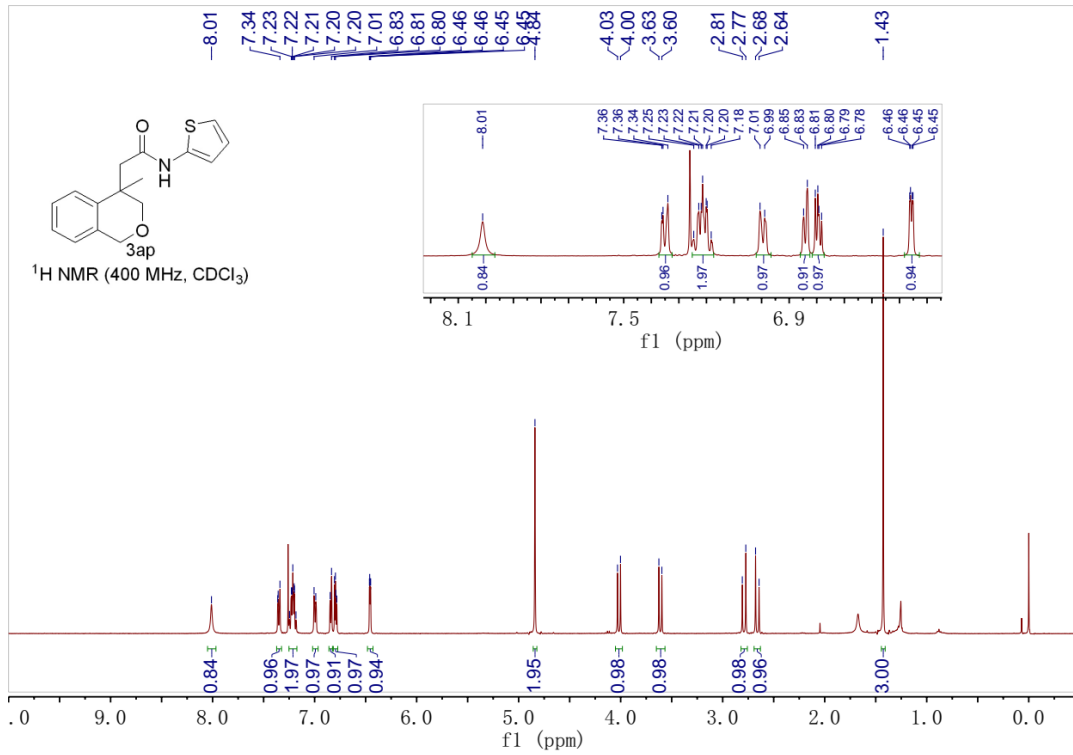 8.01 7.34 7.23 7.22 7.21 7.20 7.20 7.01 6.83 6.81 6.80 6.46 6.46 6.45 6.45 4.84 4.03 4.00 3.63 3.60 2.81 2.77 2.68 2.64 1.43
8.01 7.36 7.36 7.34 7.25 7.23 7.22 7.21 7.20 7.20 7.18 7.01 6.99 6.85 6.83 6.81 6.80 6.79 6.78 6.46 6.46 6.45 6.45
O
S
N
H
O
3ap
¹H NMR (400 MHz, CDCl₃)
0.84 0.96 1.97 0.97 0.91 0.97 0.94
8.1 7.5 6.9
f1 (ppm)
0.84 0.96 1.97 0.97 0.91 0.97 0.94 1.95 0.98 0.98 0.98 0.96 3.00
.0 9.0 8.0 7.0 6.0 5.0 4.0 3.0 2.0 1.0 0.0
f1 (ppm)